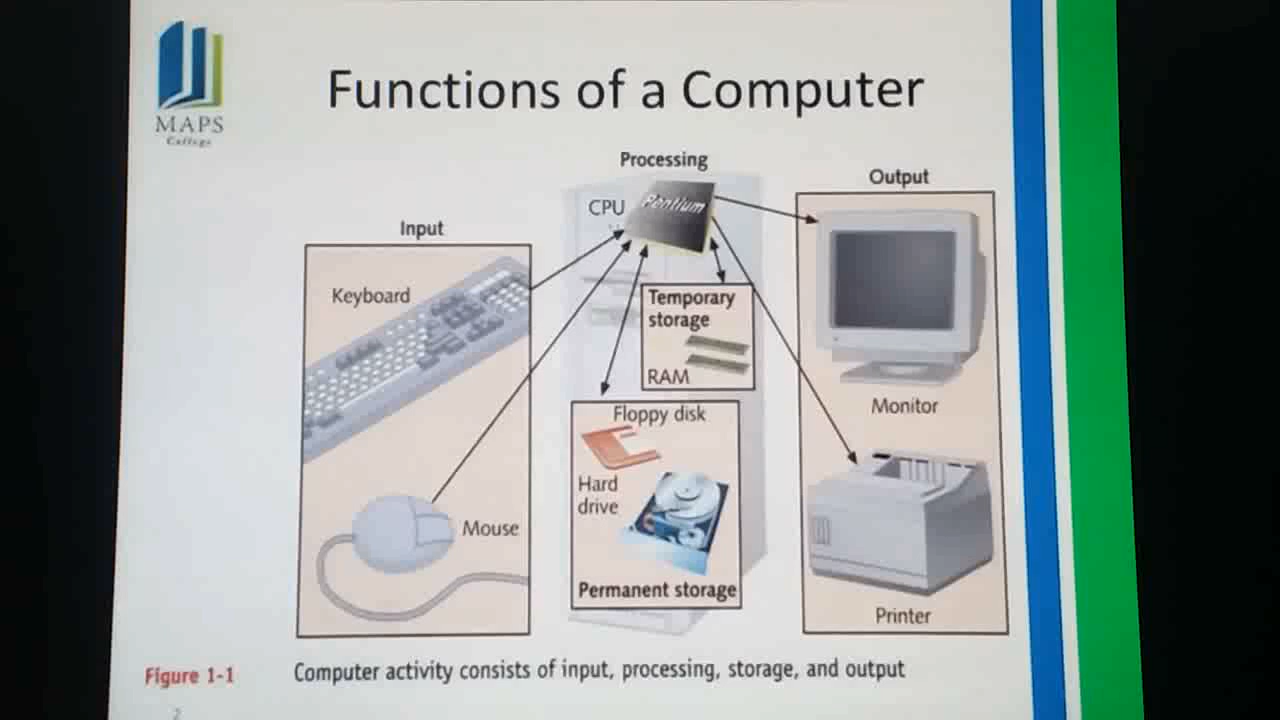 MAPS
College
Functions of a Computer
Processing
Output
CPU
Pentium
Input
Keyboard
Temporary
storage
RAM
Floppy disk
Monitor
Hard
drive
Mouse
Permanent storage
Printer
Figure 1-1
Computer activity consists of input, processing, storage, and output
2